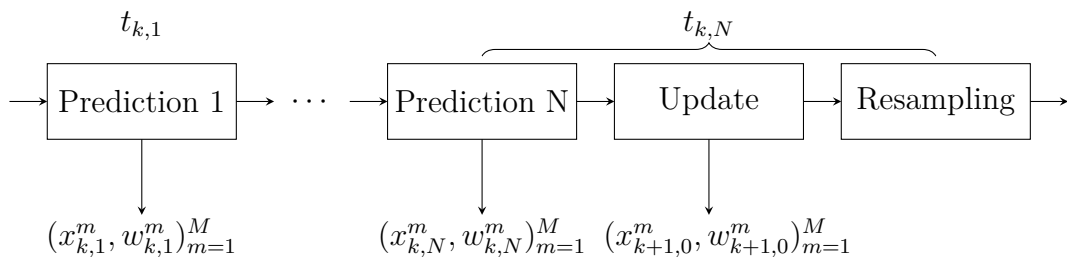 t_{k,1} t_{k,N}
Prediction 1 ··· Prediction N Update Resampling
(x^m_{k,1}, w^m_{k,1})^M_{m=1} (x^m_{k,N}, w^m_{k,N})^M_{m=1} (x^m_{k+1,0}, w^m_{k+1,0})^M_{m=1}